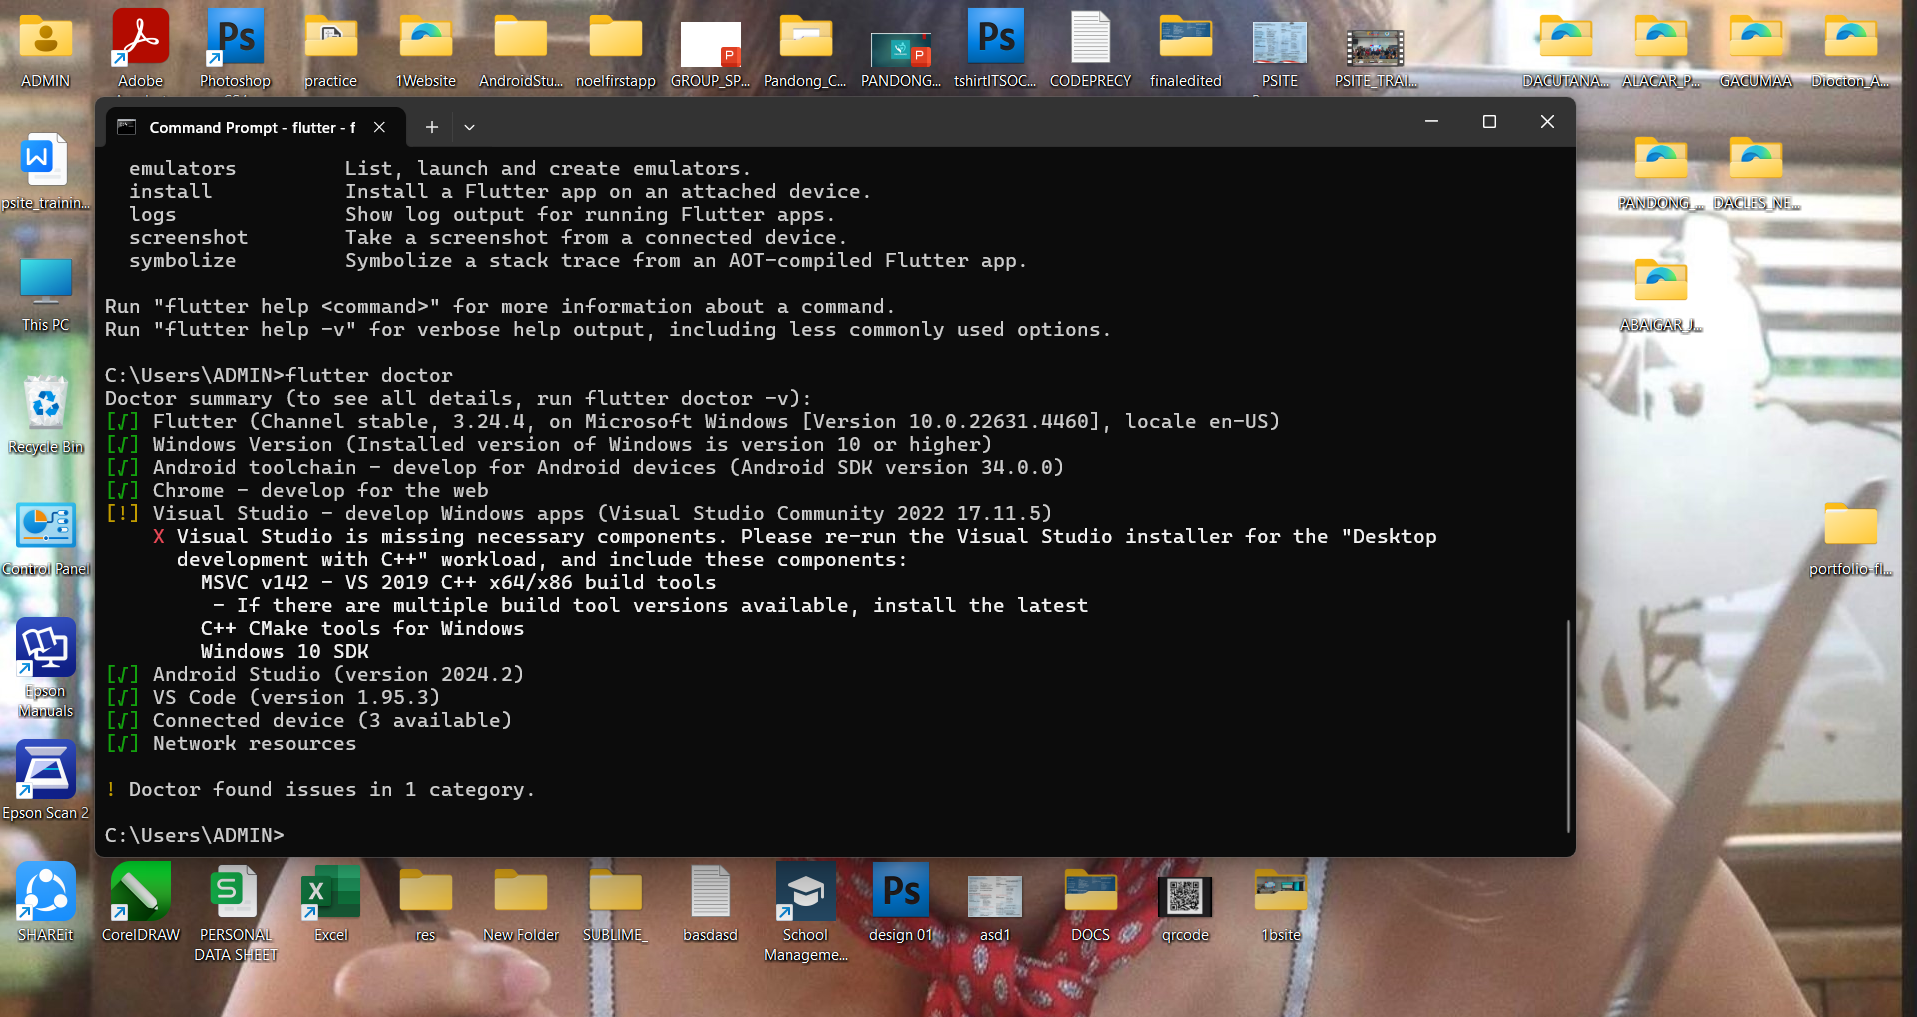 ADMIN
Adobe
Photoshop
practice
1Website
AndroidStu...
noelfirstapp
GROUP_SP...
Pandong_C...
PANDONG...
tshirtITSOC...
CODEPRECY
finaledited
PSITE
PSITE_TRAI...
DACUTANA...
ALACAR_P...
GACUMAA
Diocton_A...
Command Prompt - flutter - f
psite_trainin...
This PC
Recycle Bin
Control Panel
Epson
Manuals
Epson Scan 2
PANDONG_...
DACLES_NE...
ABAIGAR_J...
portfolio-fl...
emulators List, launch and create emulators.
install Install a Flutter app on an attached device.
logs Show log output for running Flutter apps.
screenshot Take a screenshot from a connected device.
symbolize Symbolize a stack trace from an AOT-compiled Flutter app.
Run "flutter help <command>" for more information about a command.
Run "flutter help -v" for verbose help output, including less commonly used options.
C:\Users\ADMIN>flutter doctor
Doctor summary (to see all details, run flutter doctor -v):
[√] Flutter (Channel stable, 3.24.4, on Microsoft Windows [Version 10.0.22631.4460], locale en-US)
[√] Windows Version (Installed version of Windows is version 10 or higher)
[√] Android toolchain - develop for Android devices (Android SDK version 34.0.0)
[√] Chrome - develop for the web
[!] Visual Studio - develop Windows apps (Visual Studio Community 2022 17.11.5)
X Visual Studio is missing necessary components. Please re-run the Visual Studio installer for the "Desktop
development with C++" workload, and include these components:
MSVC v142 - VS 2019 C++ x64/x86 build tools
- If there are multiple build tool versions available, install the latest
C++ CMake tools for Windows
Windows 10 SDK
[√] Android Studio (version 2024.2)
[√] VS Code (version 1.95.3)
[√] Connected device (3 available)
[√] Network resources
! Doctor found issues in 1 category.
C:\Users\ADMIN>
SHAREit
CorelDRAW
PERSONAL
DATA SHEET
Excel
res
New Folder
SUBLIME_
basdasd
School
Manageme...
design 01
asd1
DOCS
qrcode
1bsite